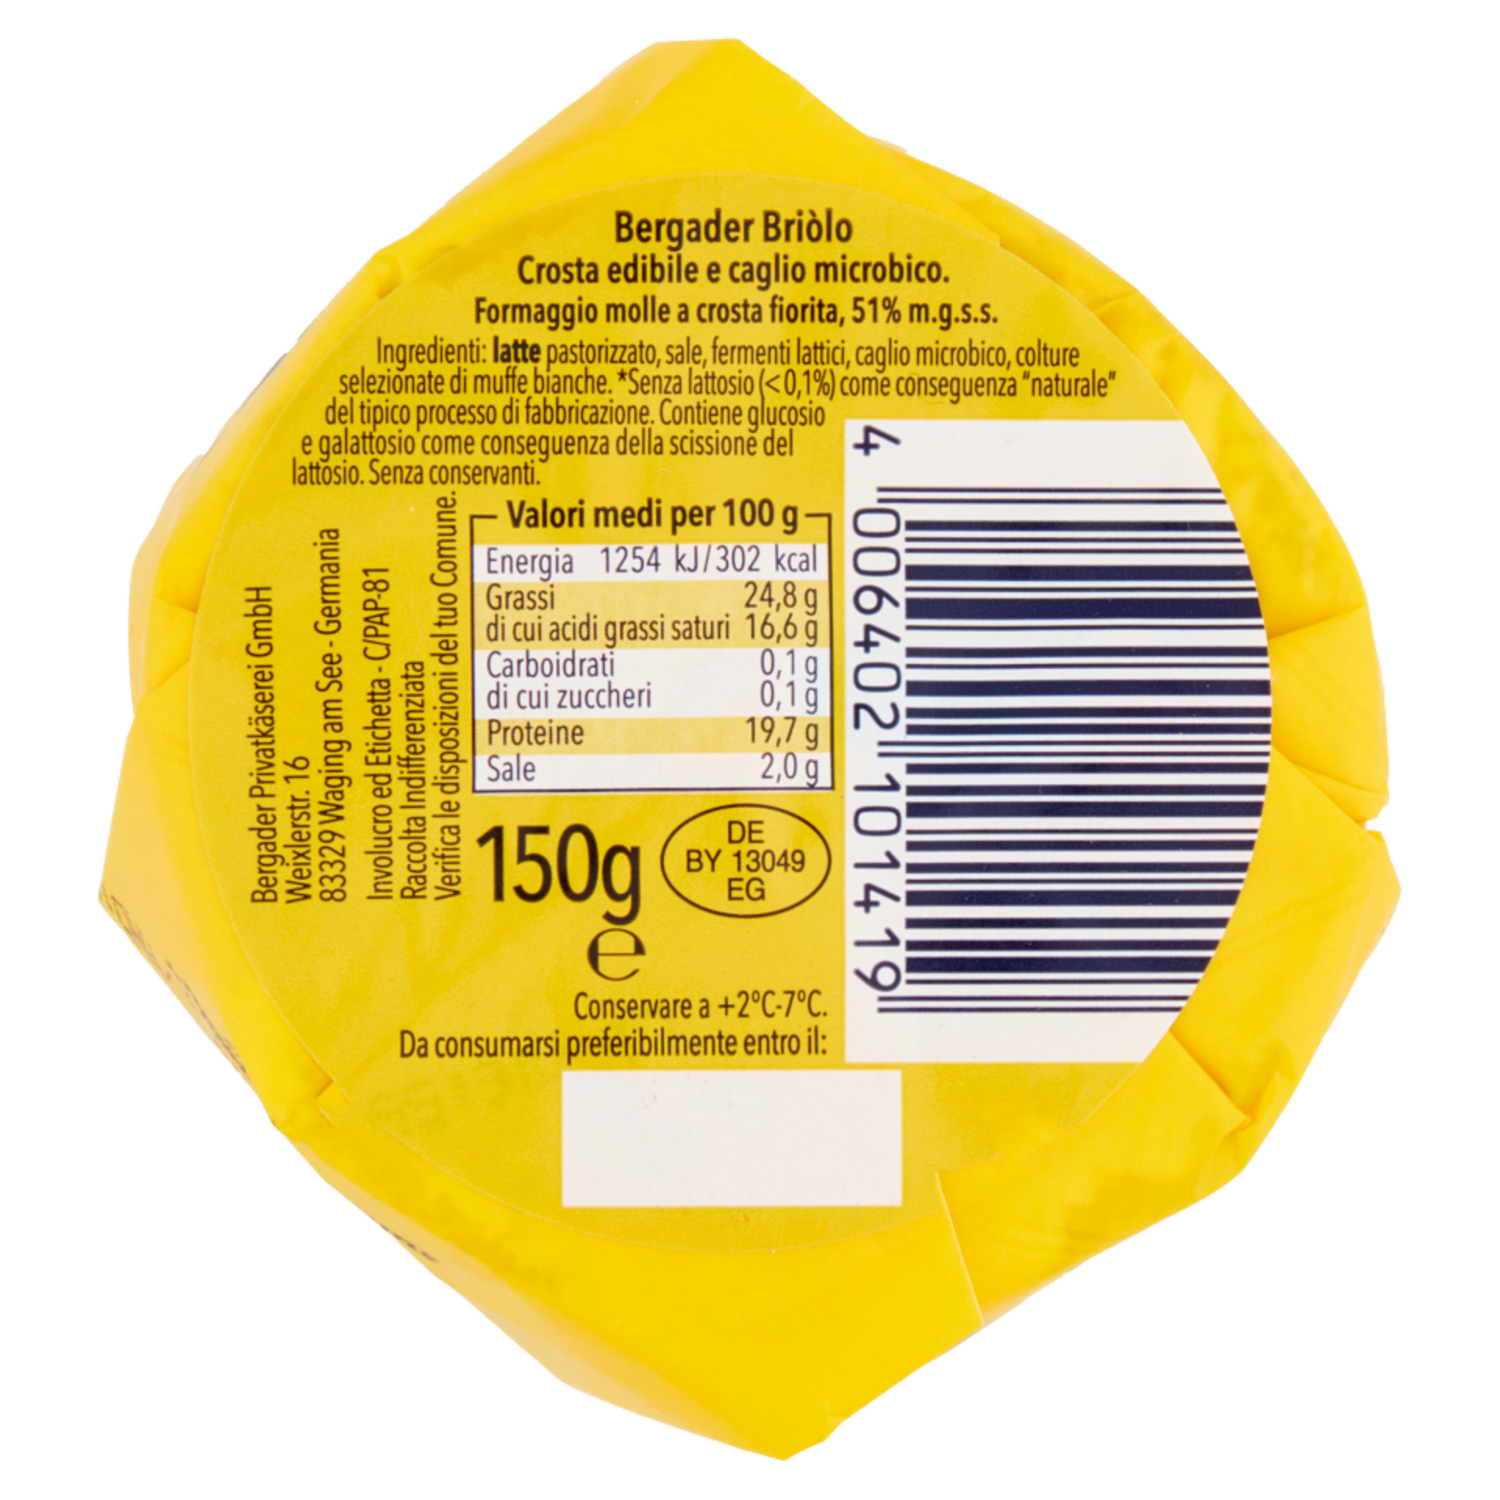 Bergader Briòlo
Crosta edibile e caglio microbico.
Formaggio molle a crosta fiorita, 51% m.g.s.s.
Ingredienti: latte pastorizzato, sale, fermenti lattici, caglio microbico, colture
selezionate di muffe bianche. *Senza lattosio (<0,1%) come conseguenza "naturale"
del tipico processo di fabbricazione. Contiene glucosio
e galattosio come conseguenza della scissione del
lattosio. Senza conservanti.
Bergader Privatkäserei GmbH
Weixlerstr. 16
83329 Waging am See - Germania
Involucro ed Etichetta - C/PAP-81
Raccolta Indifferenziata
Verifica le disposizioni del tuo Comune.
Valori medi per 100 g
Energia 1254 kJ/302 kcal
Grassi 24,8 g
di cui acidi grassi saturi 16,6 g
Carboidrati 0,1 g
di cui zuccheri 0,1 g
Proteine 19,7 g
Sale 2,0 g
150g
e
DE
BY 13049
EG
Conservare a +2°C-7°C.
Da consumarsi preferibilmente entro il:
4 006402 101419